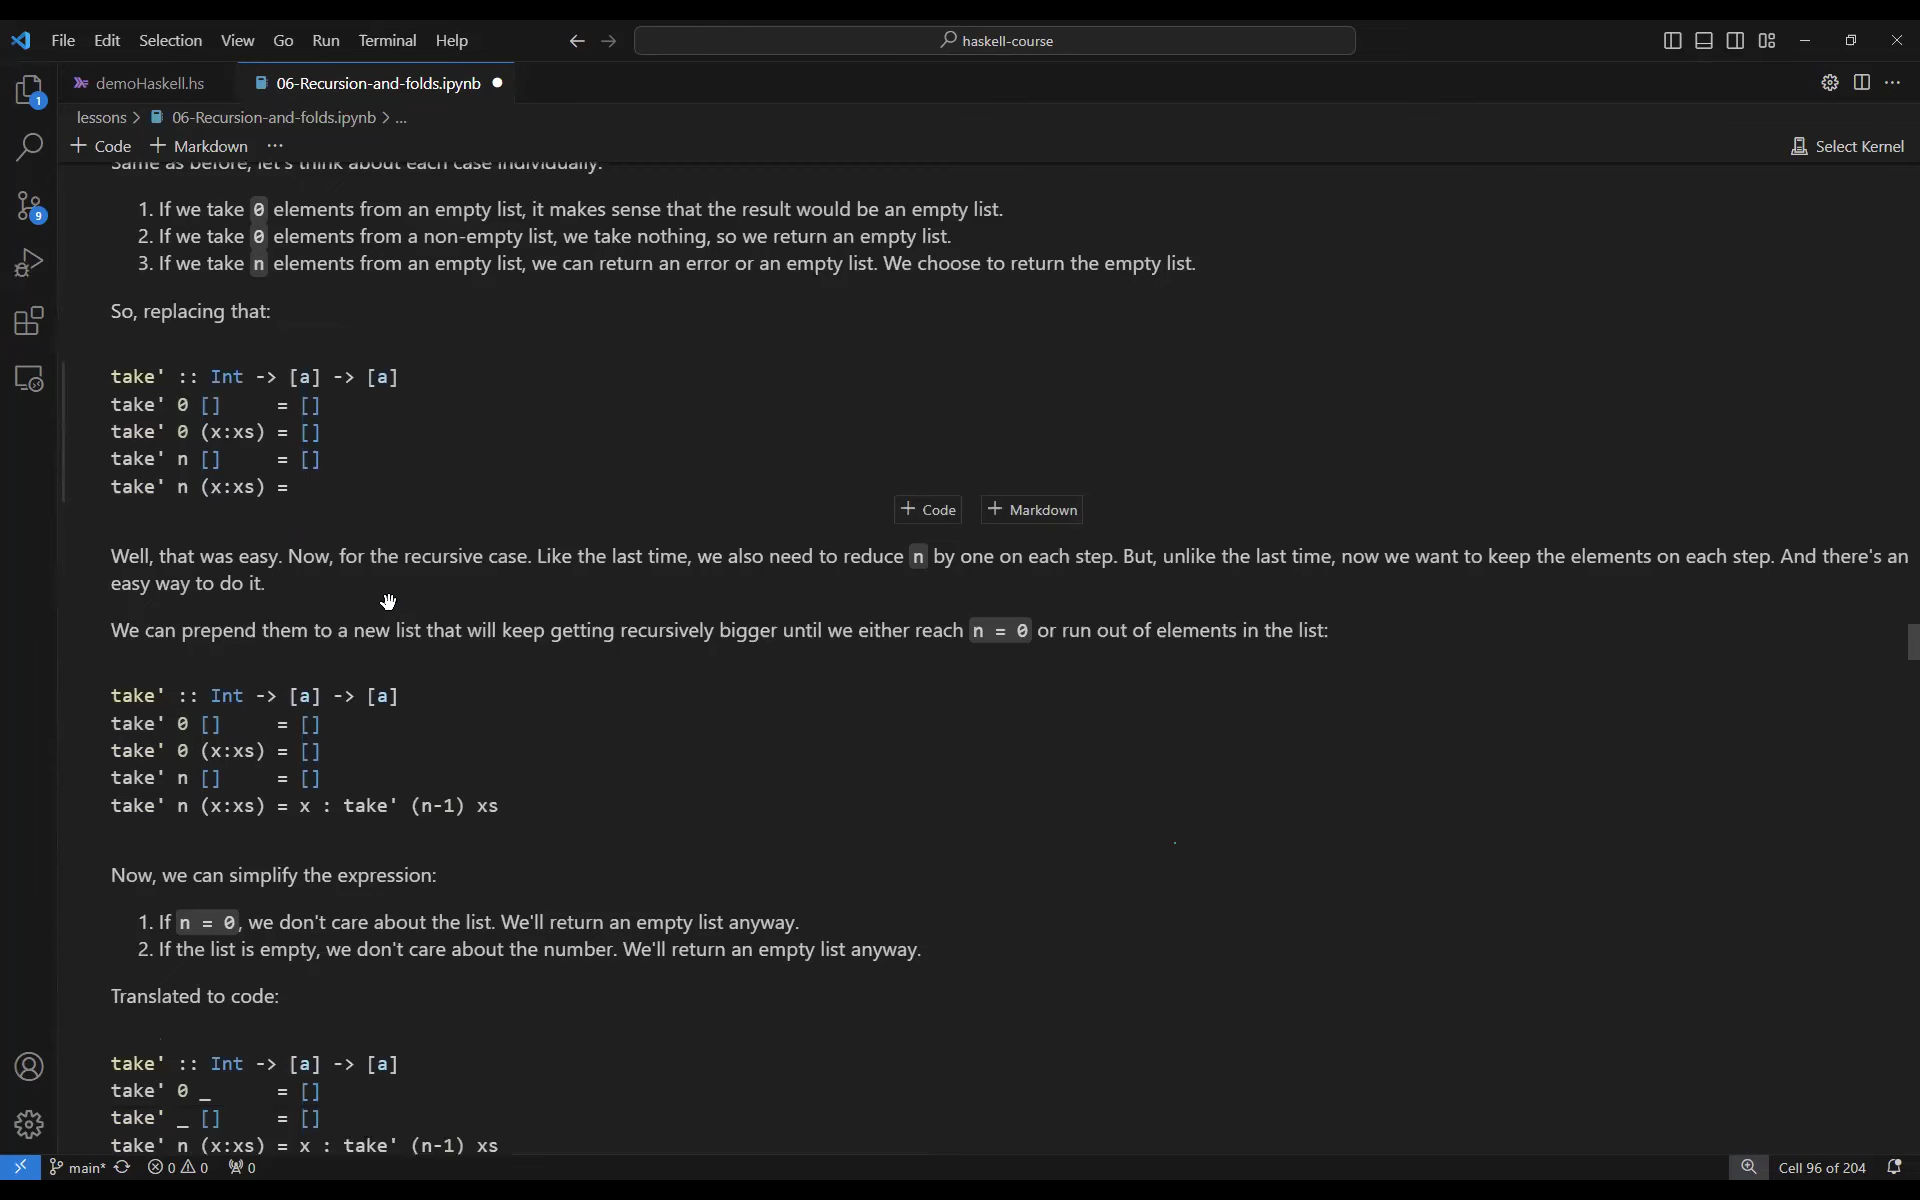 File Edit Selection View Go Run Terminal Help
haskell-course
demoHaskell.hs
06-Recursion-and-folds.ipynb
lessons > 06-Recursion-and-folds.ipynb > ...
+ Code + Markdown ...
Select Kernel
Same as before, let's think about each case individually.
1. If we take 0 elements from an empty list, it makes sense that the result would be an empty list.
2. If we take 0 elements from a non-empty list, we take nothing, so we return an empty list.
3. If we take n elements from an empty list, we can return an error or an empty list. We choose to return the empty list.
So, replacing that:
take' :: Int -> [a] -> [a]
take' 0 []     = []
take' 0 (x:xs) = []
take' n []     = []
take' n (x:xs) =
+ Code + Markdown
Well, that was easy. Now, for the recursive case. Like the last time, we also need to reduce n by one on each step. But, unlike the last time, now we want to keep the elements on each step. And there's an
easy way to do it.
We can prepend them to a new list that will keep getting recursively bigger until we either reach n = 0 or run out of elements in the list:
take' :: Int -> [a] -> [a]
take' 0 []     = []
take' 0 (x:xs) = []
take' n []     = []
take' n (x:xs) = x : take' (n-1) xs
Now, we can simplify the expression:
1. If n = 0, we don't care about the list. We'll return an empty list anyway.
2. If the list is empty, we don't care about the number. We'll return an empty list anyway.
Translated to code:
take' :: Int -> [a] -> [a]
take' 0 _      = []
take' _ []     = []
take' n (x:xs) = x : take' (n-1) xs
1
9
main* 0 0 0
Cell 96 of 204